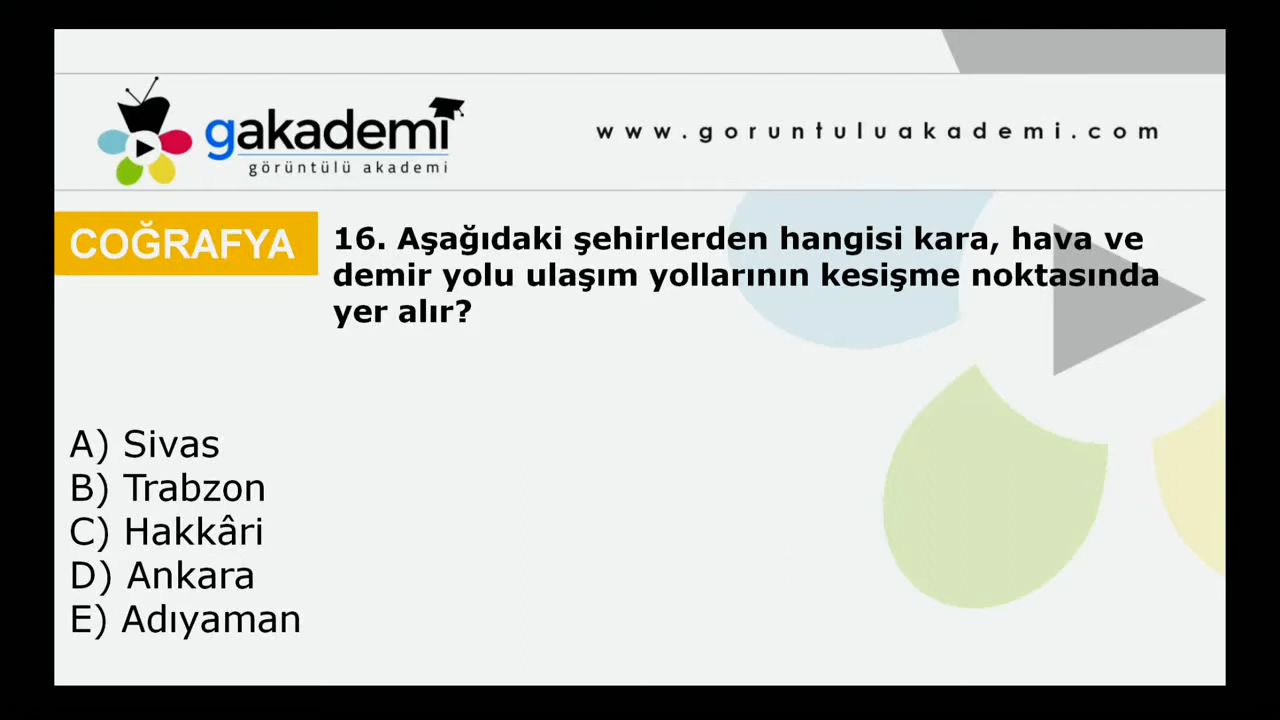 gakademi
görüntülü akademi
www.goruntuluakademi.com
COĞRAFYA
16. Aşağıdaki şehirlerden hangisi kara, hava ve
demir yolu ulaşım yollarının kesişme noktasında
yer alır?
A) Sivas
B) Trabzon
C) Hakkâri
D) Ankara
E) Adıyaman